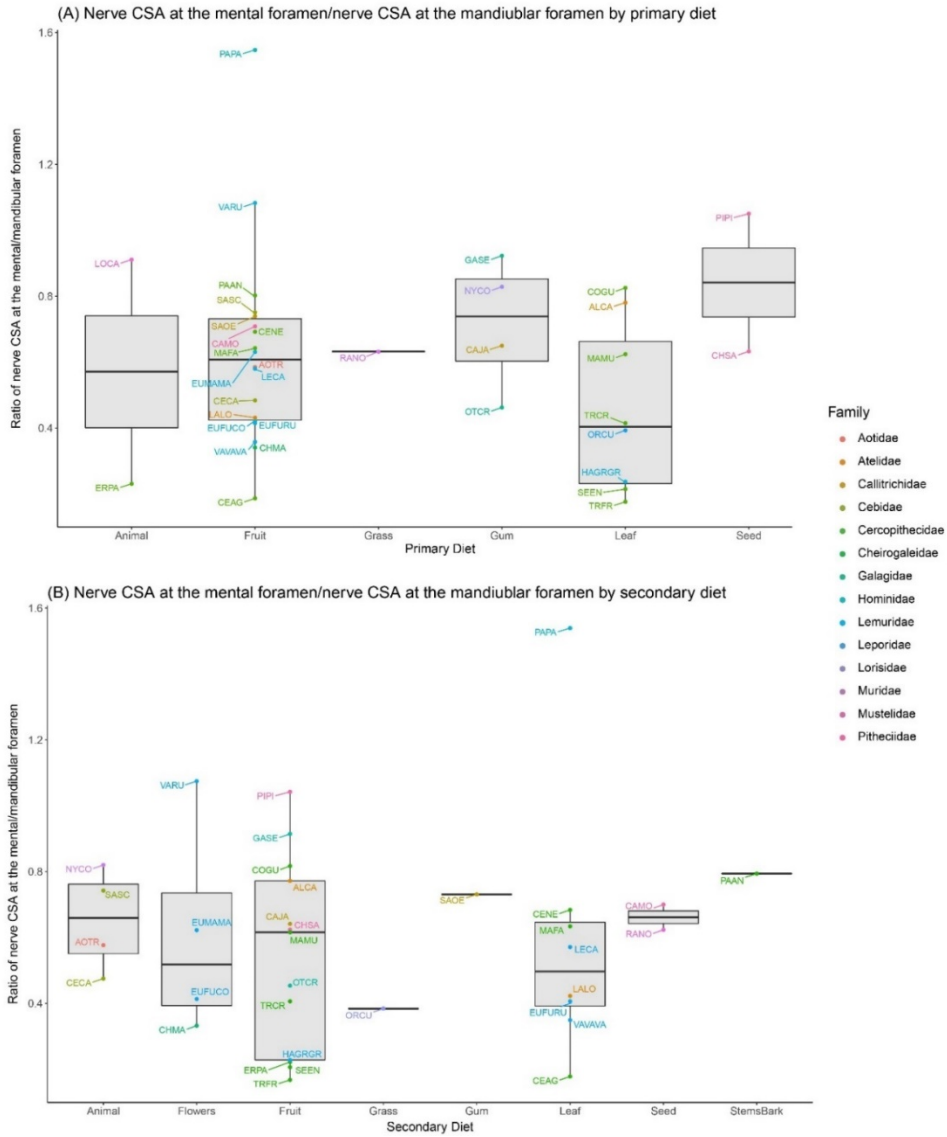 (A) Nerve CSA at the mental foramen/nerve CSA at the mandiublar foramen by primary diet
Ratio of nerve CSA at the mental/mandibular foramen
1.6
1.2
0.8
0.4
PAPA
VARU
LOCA
PIPI
GASE
NYCO
PAAN
COGU
SASC
ALCA
SAOE
CENE
CAMO
MAFA
RANO
CAJA
MAMU
CHSA
AOTR
LECA
EUMAMA
CECA
LALO
OTCR
TRCR
EUFUCO
EUFURU
ORCU
VAVAVA
CHMA
HAGRGR
ERPA
SEEN
CEAG
TRFR
Animal
Fruit
Grass
Gum
Leaf
Seed
Primary Diet
(B) Nerve CSA at the mental foramen/nerve CSA at the mandiublar foramen by secondary diet
Ratio of nerve CSA at the mental/mandibular foramen
1.6
1.2
0.8
0.4
PAPA
VARU
PIPI
GASE
NYCO
COGU
PAAN
SASC
ALCA
SAOE
CAJA
CHSA
CENE
CAMO
EUMAMA
MAMU
MAFA
RANO
AOTR
LECA
CECA
OTCR
EUFUCO
TRCR
ORCU
LALO
EUFURU
CHMA
VAVAVA
HAGRGR
ERPA
SEEN
TRFR
CEAG
Animal
Flowers
Fruit
Grass
Gum
Leaf
Seed
StemsBark
Secondary Diet
Family
Aotidae
Atelidae
Callitrichidae
Cebidae
Cercopithecidae
Cheirogaleidae
Galagidae
Hominidae
Lemuridae
Leporidae
Lorisidae
Muridae
Mustelidae
Pitheciidae